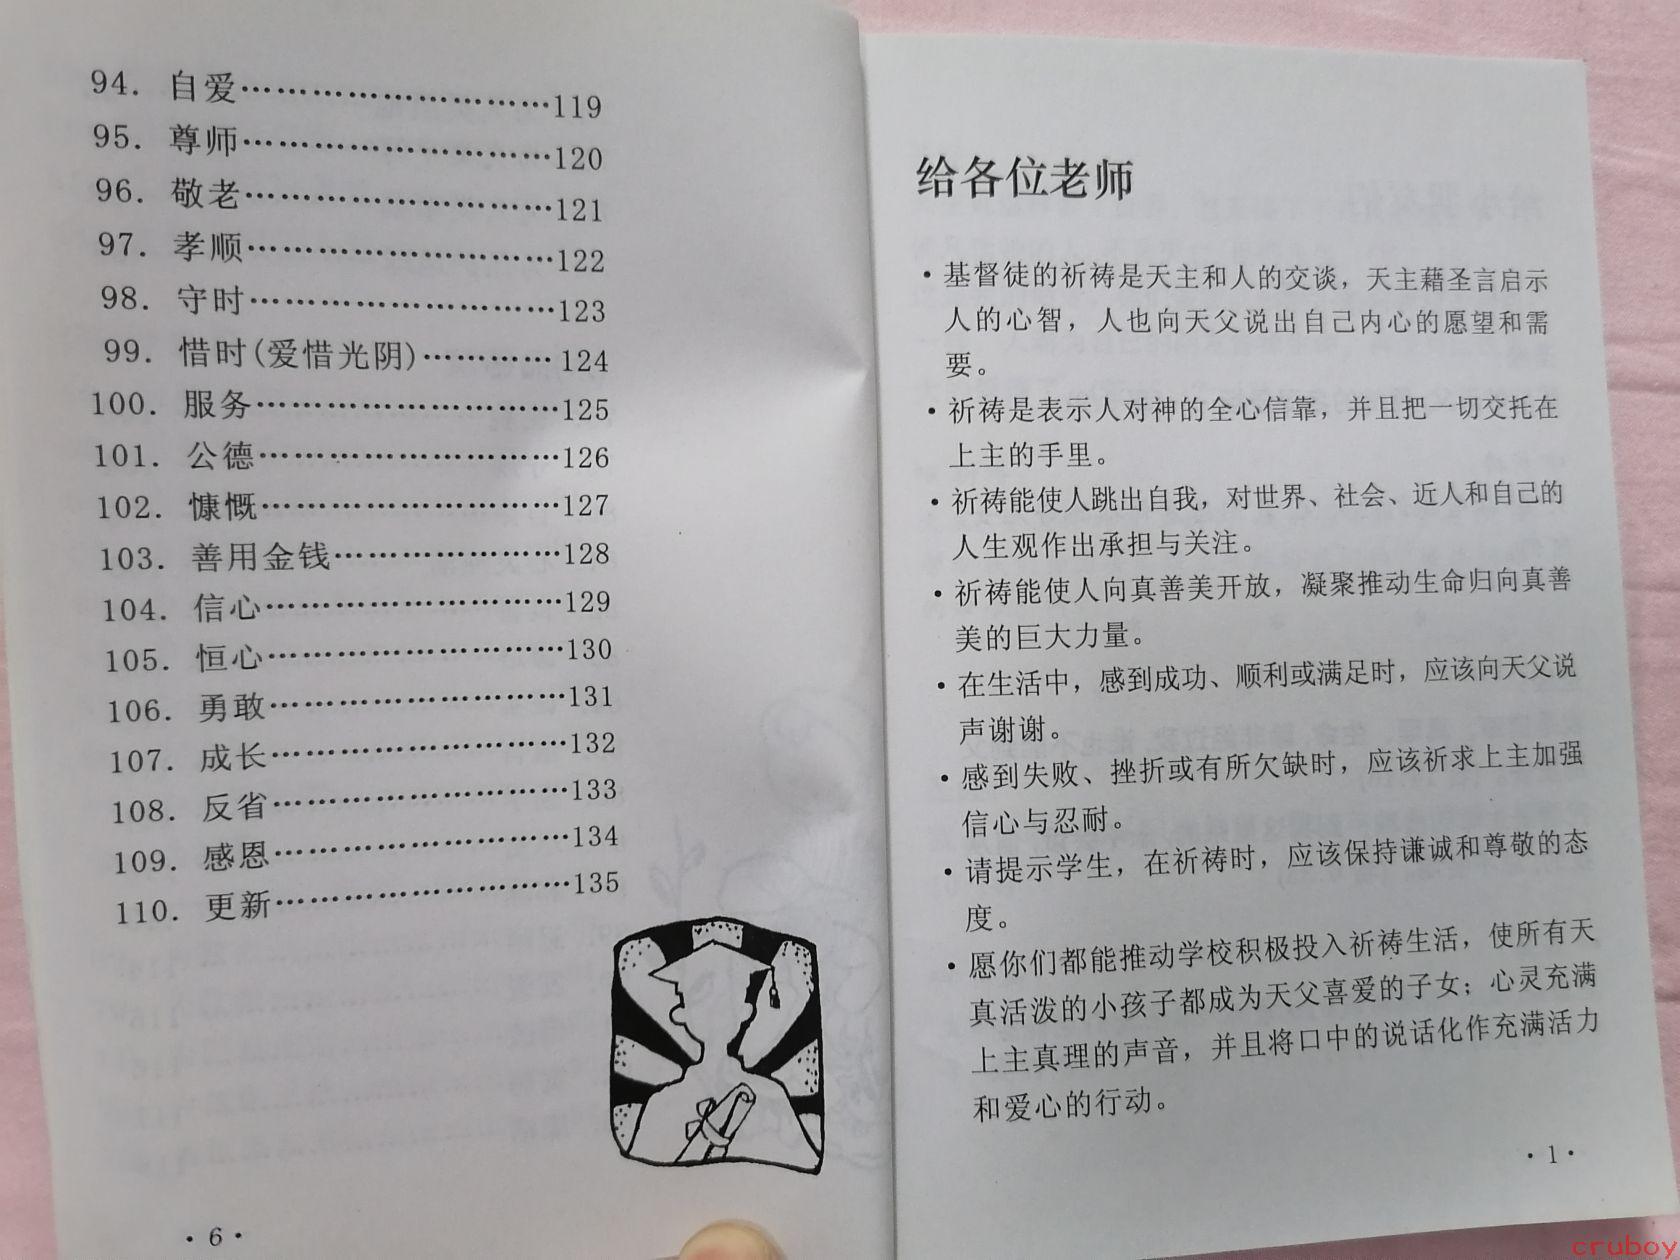 94. 自爱…………………………119
95. 尊师…………………………120
96. 敬老…………………………121
97. 孝顺…………………………122
98. 守时…………………………123
99. 惜时(爱惜光阴)…………124
100. 服务…………………………125
101. 公德…………………………126
102. 慷慨…………………………127
103. 善用金钱…………………128
104. 信心…………………………129
105. 恒心…………………………130
106. 勇敢…………………………131
107. 成长…………………………132
108. 反省…………………………133
109. 感恩…………………………134
110. 更新…………………………135
·6·
给各位老师
·基督徒的祈祷是天主和人的交谈，天主藉圣言启示
人的心智，人也向天父说出自己内心的愿望和需
要。
·祈祷是表示人对神的全心信靠，并且把一切交托在
上主的手里。
·祈祷能使人跳出自我，对世界、社会、近人和自己的
人生观作出承担与关注。
·祈祷能使人向真善美开放，凝聚推动生命归向真善
美的巨大力量。
·在生活中，感到成功、顺利或满足时，应该向天父说
声谢谢。
·感到失败、挫折或有所欠缺时，应该祈求上主加强
信心与忍耐。
·请提示学生，在祈祷时，应该保持谦诚和尊敬的态
度。
·愿你们都能推动学校积极投入祈祷生活，使所有天
真活泼的小孩子都成为天父喜爱的子女；心灵充满
上主真理的声音，并且将口中的说话化作充满活力
和爱心的行动。
·1·
cruboy